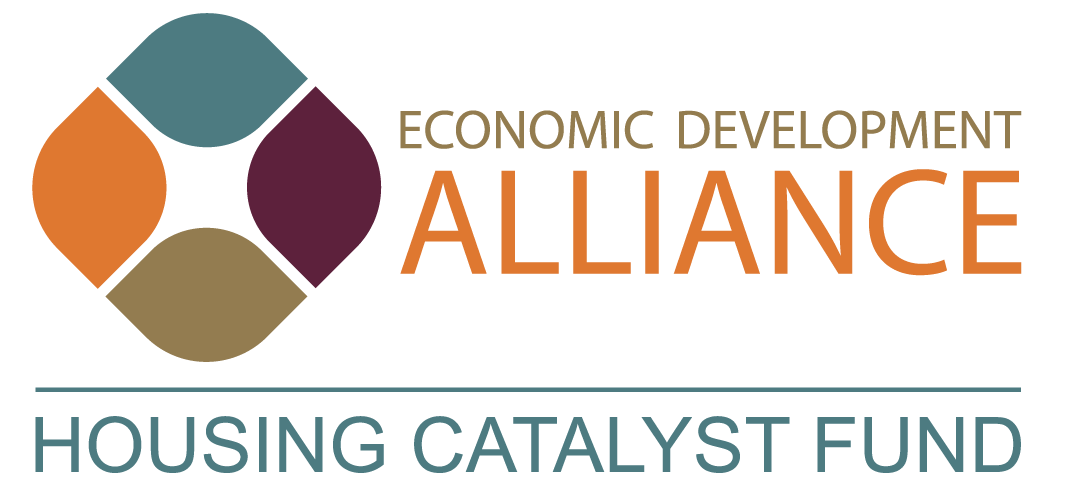 ECONOMIC DEVELOPMENT
ALLIANCE
HOUSING CATALYST FUND